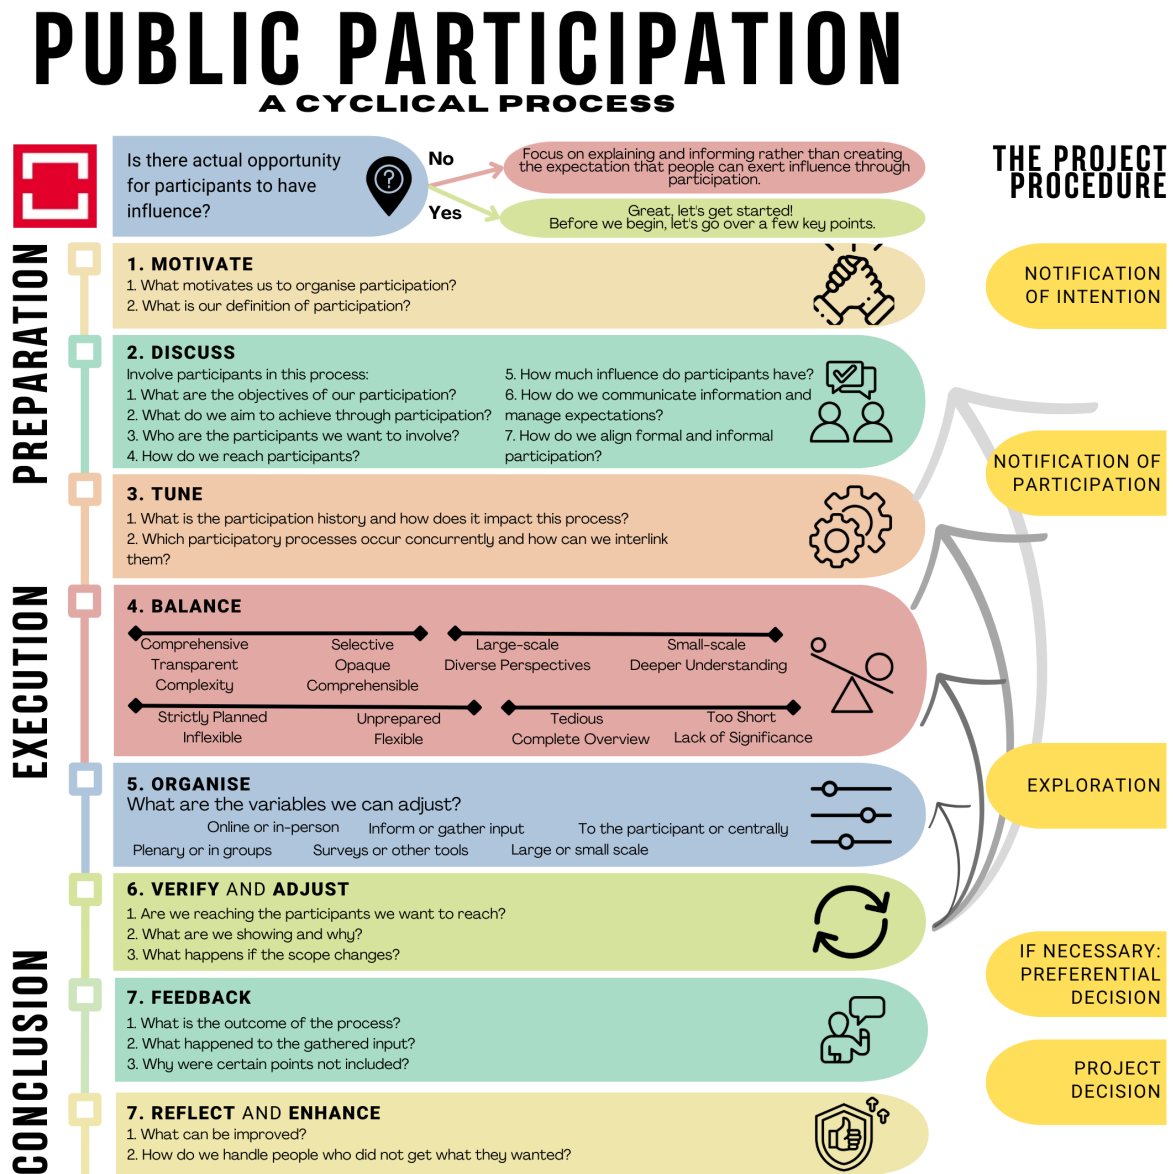 PUBLIC PARTICIPATION
A CYCLICAL PROCESS
Is there actual opportunity
for participants to have
influence?
?
No
Yes
Focus on explaining and informing rather than creating
the expectation that people can exert influence through
participation.
Great, let's get started!
Before we begin, let's go over a few key points.
THE PROJECT
PROCEDURE
PREPARATION
1. MOTIVATE
1. What motivates us to organise participation?
2. What is our definition of participation?
NOTIFICATION
OF INTENTION
2. DISCUSS
Involve participants in this process:
1. What are the objectives of our participation?
2. What do we aim to achieve through participation?
3. Who are the participants we want to involve?
4. How do we reach participants?
5. How much influence do participants have?
6. How do we communicate information and
manage expectations?
7. How do we align formal and informal
participation?
NOTIFICATION OF
PARTICIPATION
3. TUNE
1. What is the participation history and how does it impact this process?
2. Which participatory processes occur concurrently and how can we interlink
them?
EXECUTION
4. BALANCE
Comprehensive
Transparent
Complexity
Selective
Opaque
Comprehensible
Large-scale
Diverse Perspectives
Small-scale
Deeper Understanding
Strictly Planned
Inflexible
Unprepared
Flexible
Tedious
Complete Overview
Too Short
Lack of Significance
EXPLORATION
5. ORGANISE
What are the variables we can adjust?
Online or in-person
Inform or gather input
To the participant or centrally
Plenary or in groups
Surveys or other tools
Large or small scale
6. VERIFY AND ADJUST
1. Are we reaching the participants we want to reach?
2. What are we showing and why?
3. What happens if the scope changes?
IF NECESSARY:
PREFERENTIAL
DECISION
CONCLUSION
7. FEEDBACK
1. What is the outcome of the process?
2. What happened to the gathered input?
3. Why were certain points not included?
PROJECT
DECISION
7. REFLECT AND ENHANCE
1. What can be improved?
2. How do we handle people who did not get what they wanted?